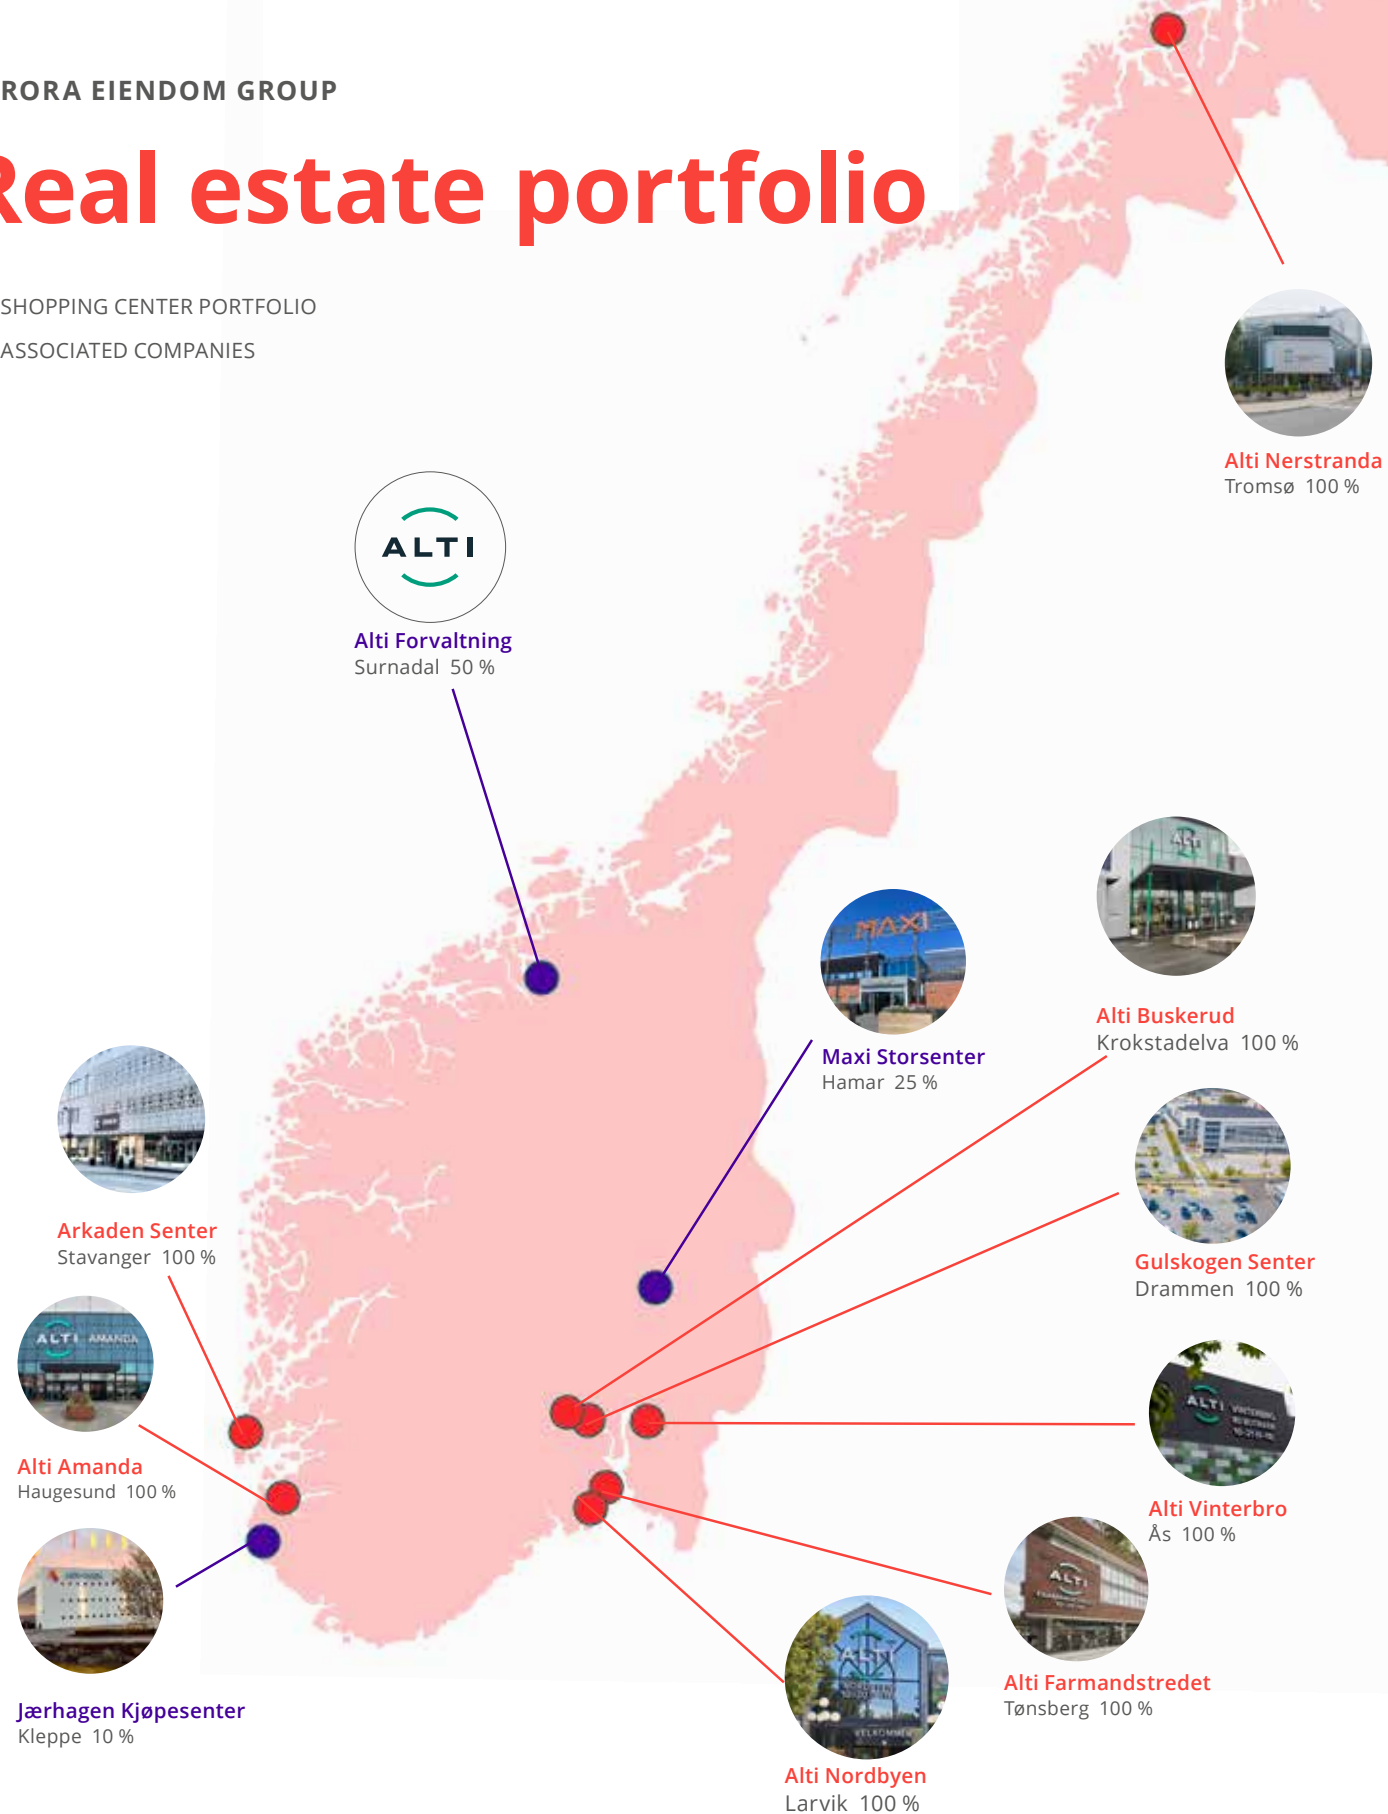 RORA EIENDOM GROUP
Real estate portfolio
SHOPPING CENTER PORTFOLIO
ASSOCIATED COMPANIES
Alti Nerstranda
Tromsø 100 %
ALTI
Alti Forvaltning
Surnadal 50 %
ALTI
MAXI
Alti Buskerud
Krokstadelva 100 %
Maxi Storsenter
Hamar 25 %
Arkaden Senter
Stavanger 100 %
Gulskogen Senter
Drammen 100 %
ALTI AMANDA
ALTI VINTERBRO
Alti Amanda
Haugesund 100 %
Alti Vinterbro
Ås 100 %
ALTI
Jærhagen Kjøpesenter
Kleppe 10 %
ALTI
VELKOMMEN
Alti Farmandstredet
Tønsberg 100 %
Alti Nordbyen
Larvik 100 %